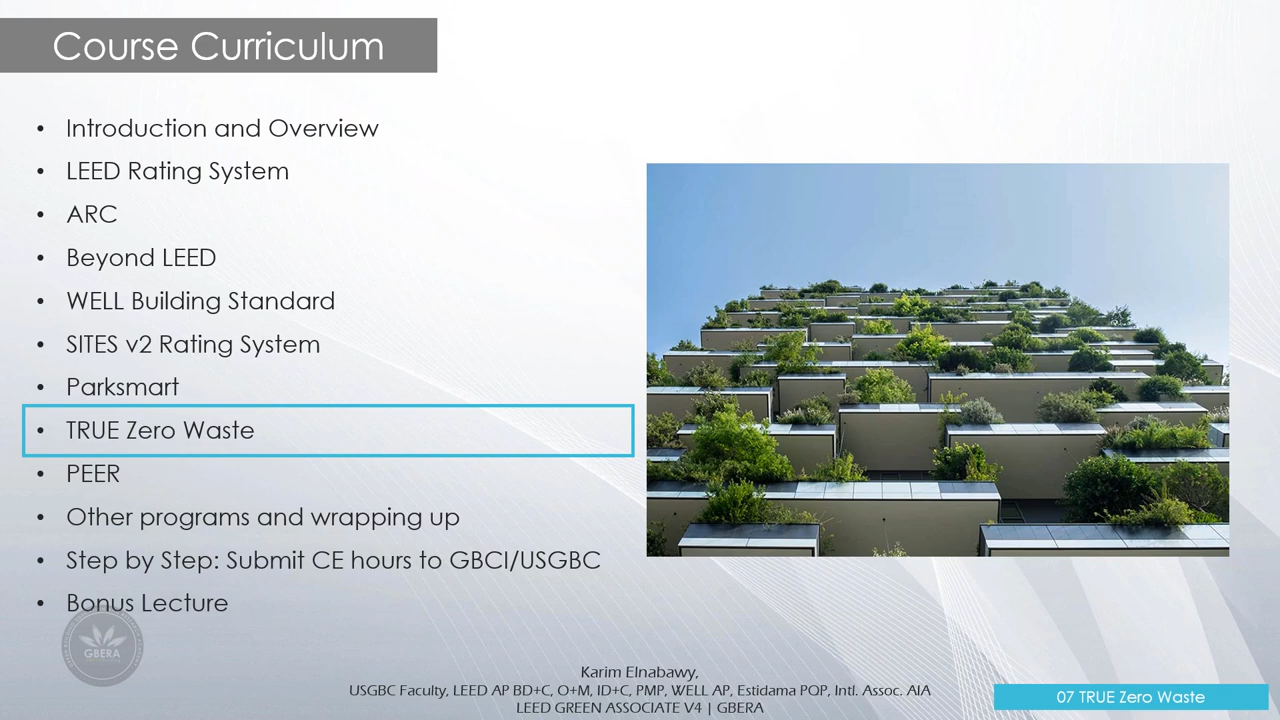 Course Curriculum
• Introduction and Overview
• LEED Rating System
• ARC
• Beyond LEED
• WELL Building Standard
• SITES v2 Rating System
Parksmart
• TRUE Zero Waste
• PEER
• Other programs and wrapping up
• Step by Step: Submit CE hours to GBCI/USGBC
• Bonus Lecture
GBERA
Karim Elnabawy,
USGBC Faculty, LEED AP BD+C, O+M, ID+C, PMP, WELL AP, Estidama POP, Intl. Assoc. AIA
LEED GREEN ASSOCIATE V4 | GBERA
07 TRUE Zero Waste